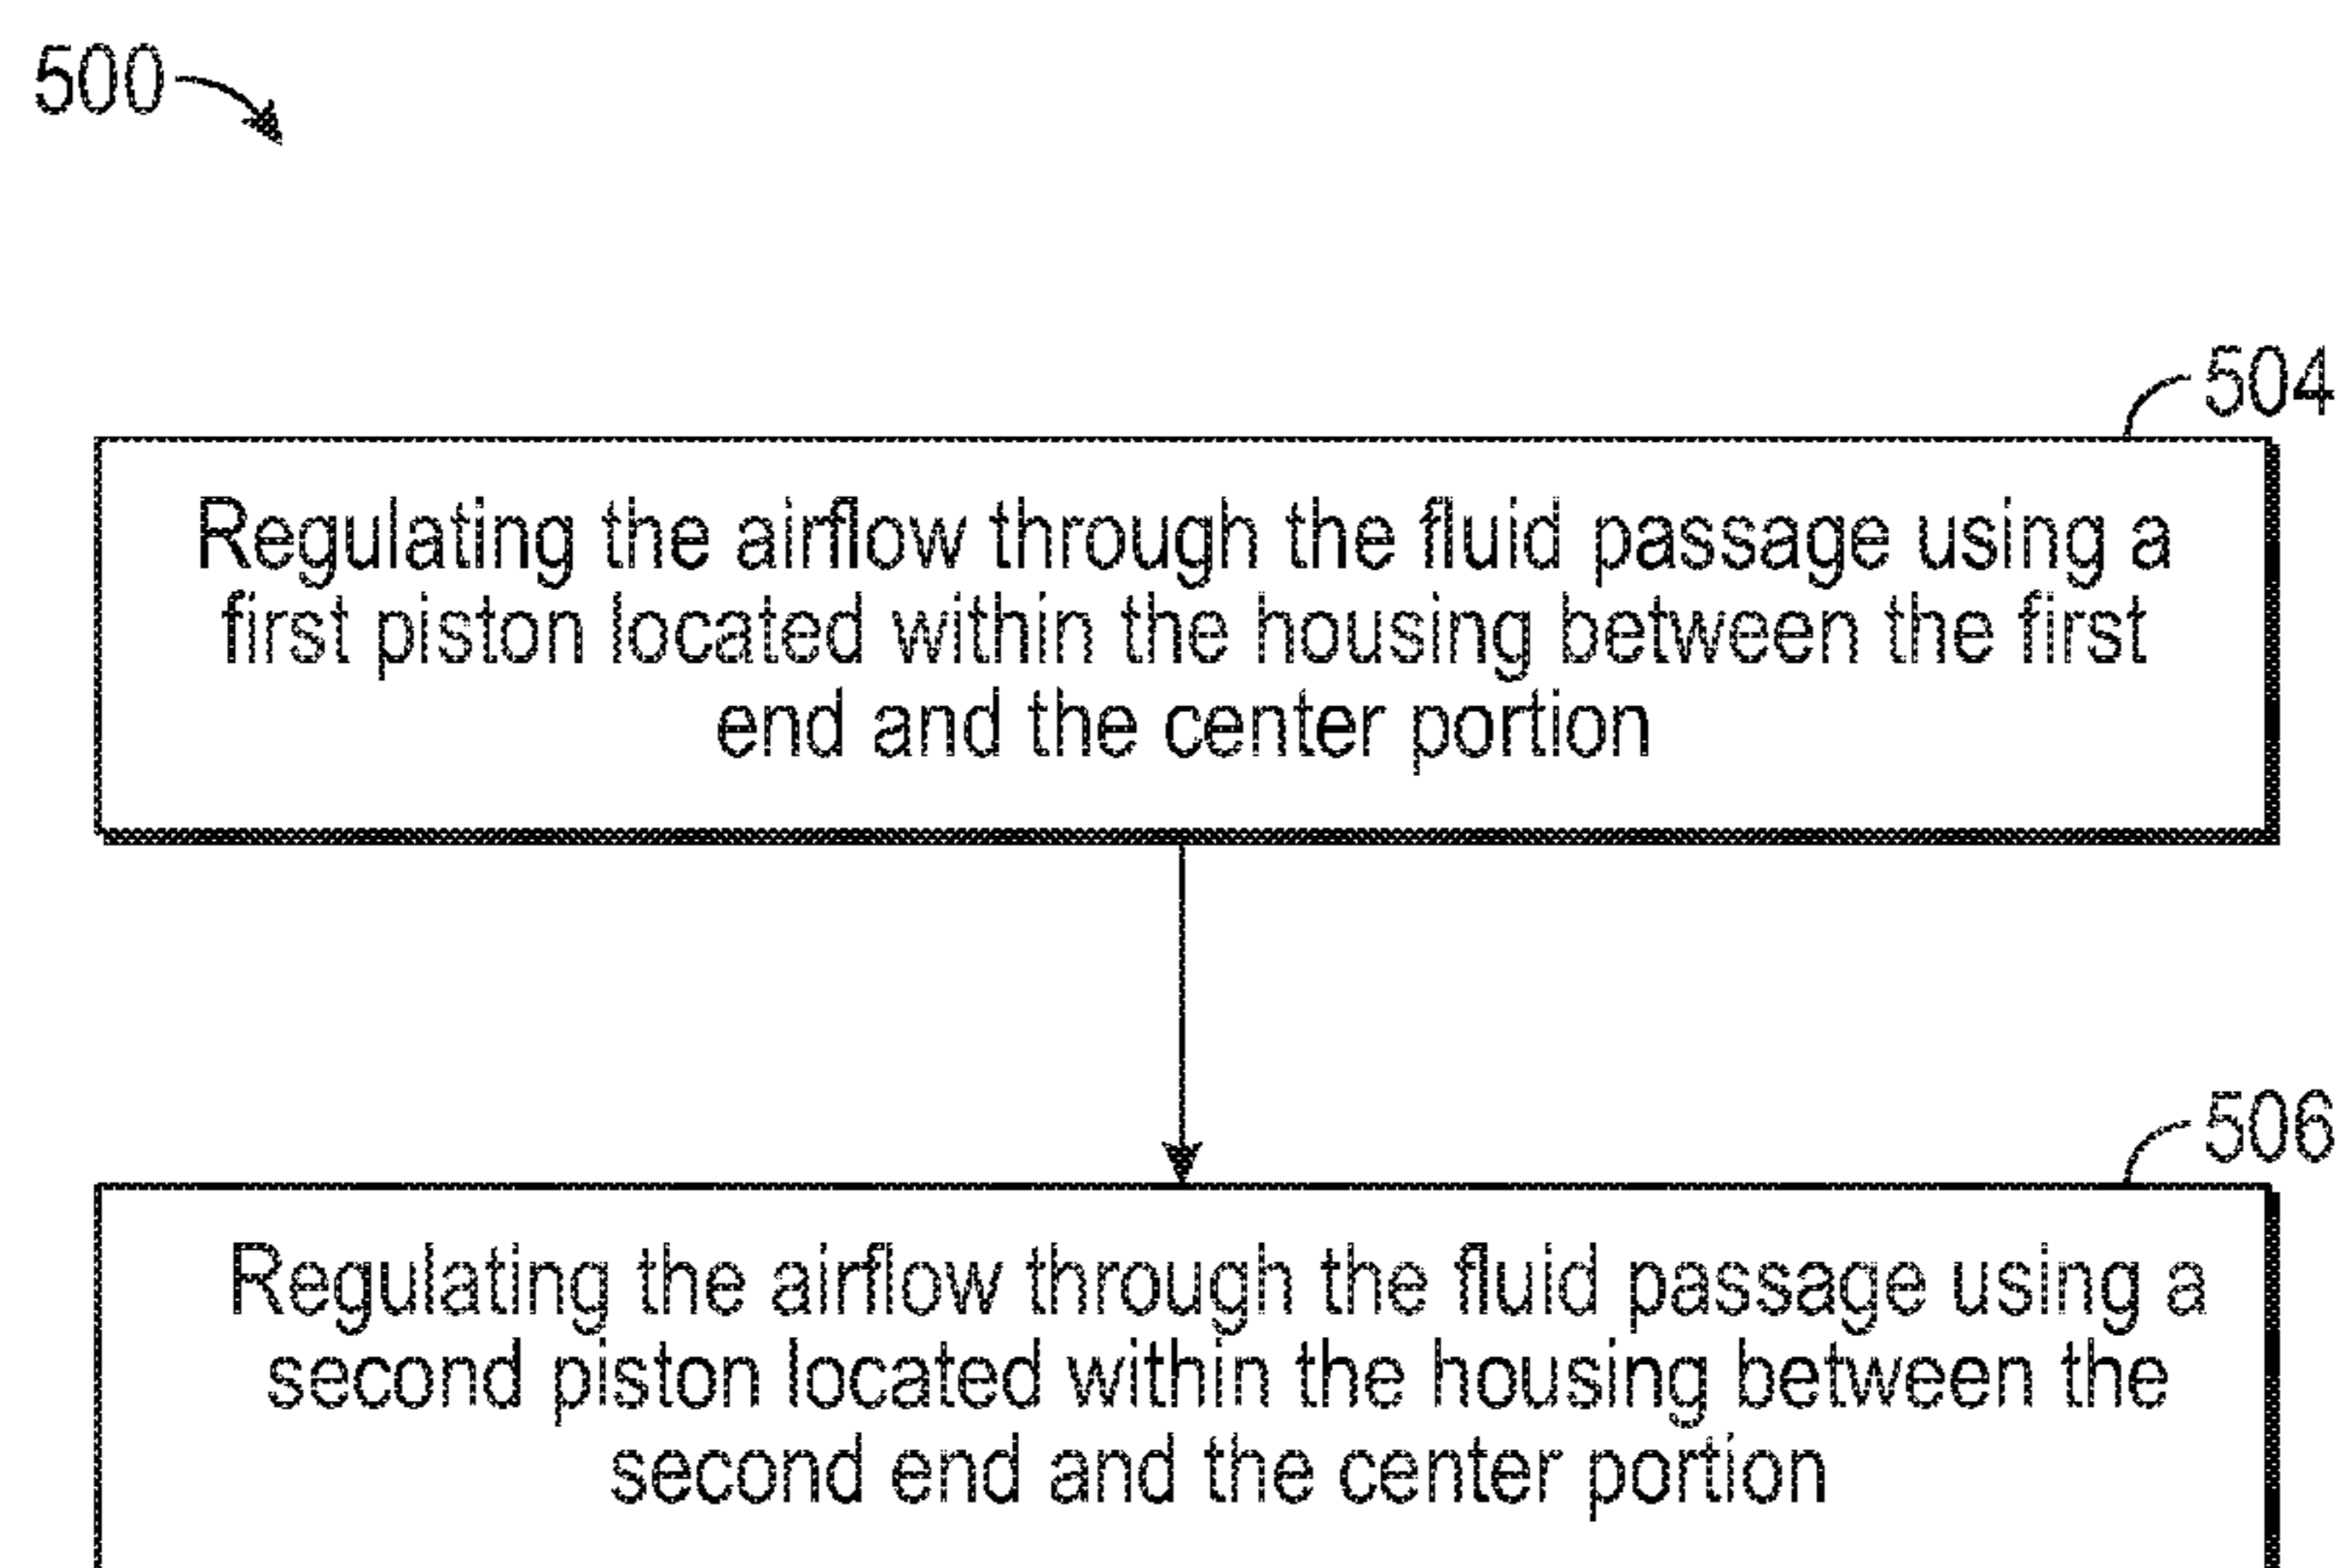 500
504
Regulating the airflow through the fluid passage using a
first piston located within the housing between the first
end and the center portion
506
Regulating the airflow through the fluid passage using a
second piston located within the housing between the
second end and the center portion